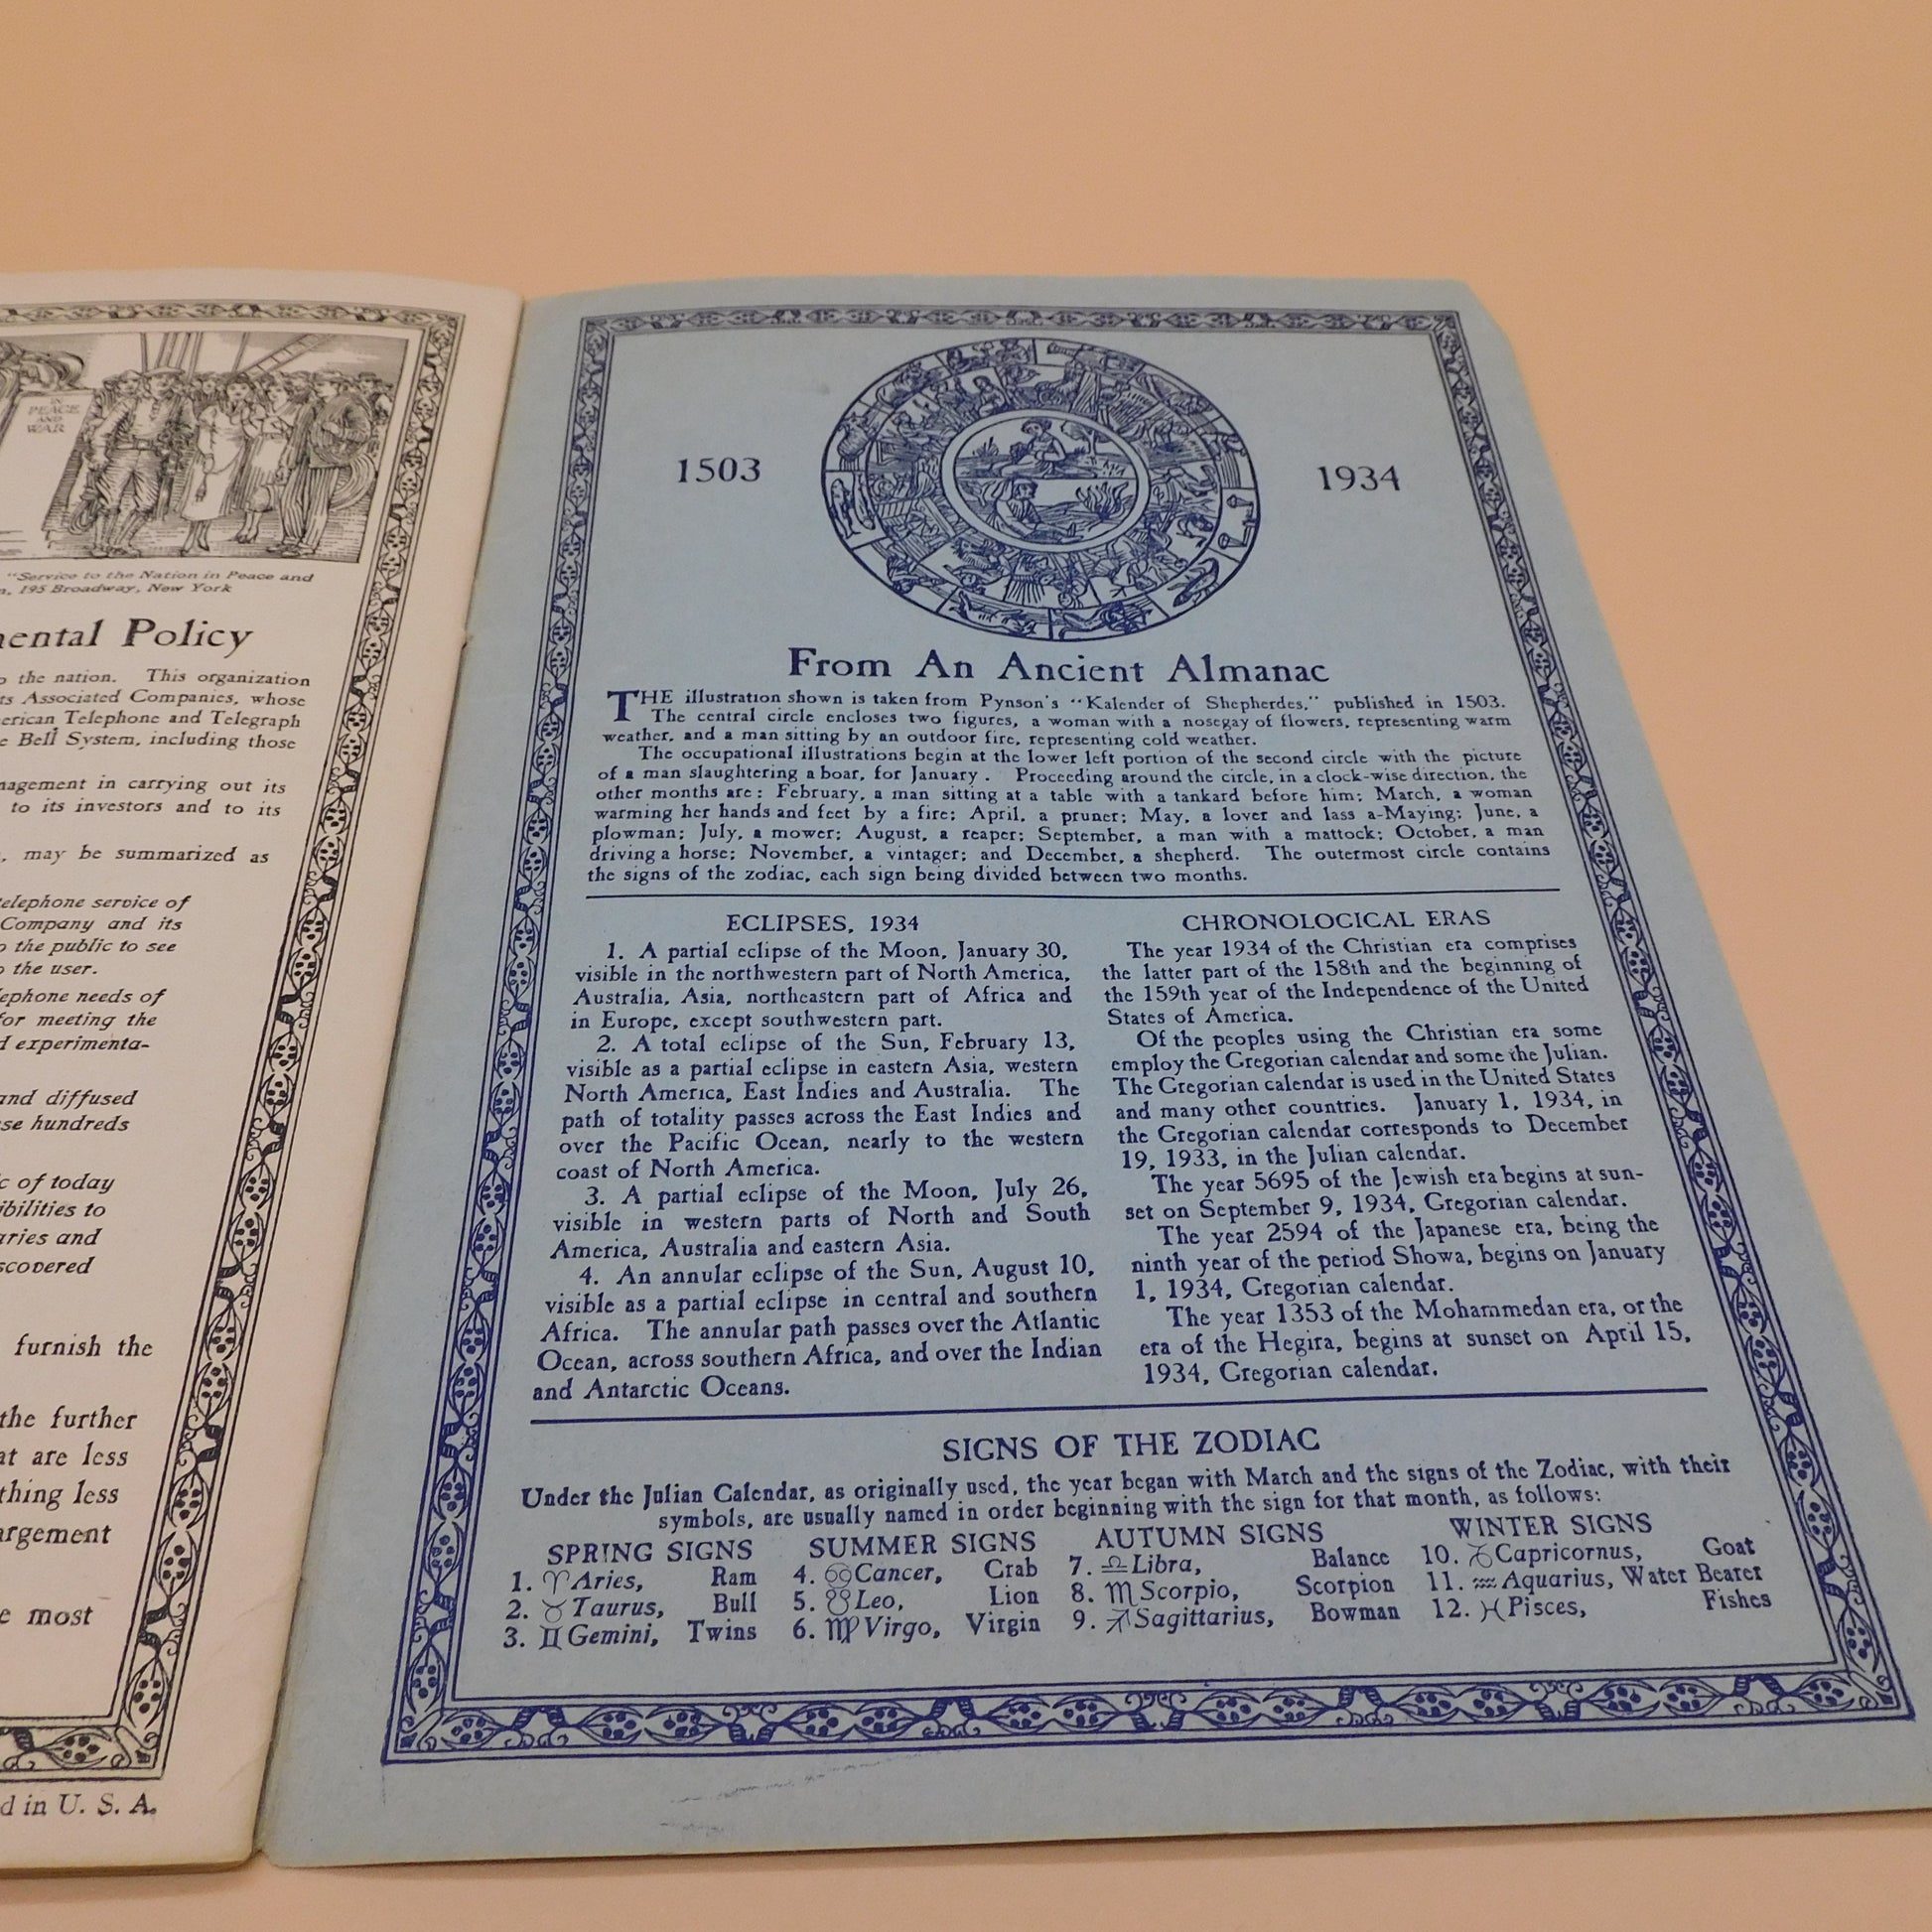 IN
PEACE
AND
WAR
"Service to the Nation in Peace and
195 Broadway, New York
ental Policy
the nation. This organization
ts Associated Companies, whose
erican Telephone and Telegraph
e Bell System, including those
nagement in carrying out its
to its investors and to its
, may be summarized as
telephone service of
Company and its
o the public to see
o the user.
lephone needs of
for meeting the
d experimenta-
and diffused
se hundreds
c of today
ibilities to
aries and
scovered
furnish the
the further
at are less
thing less
argement
e most
d in U. S. A.
1503
1934
From An Ancient Almanac
THE illustration shown is taken from Pynson's "Kalender of Shepherdes," published in 1503.
The central circle encloses two figures, a woman with a nosegay of flowers, representing warm
weather, and a man sitting by an outdoor fire, representing cold weather.
The occupational illustrations begin at the lower left portion of the second circle with the picture
of a man slaughtering a boar, for January. Proceeding around the circle, in a clock-wise direction, the
other months are: February, a man sitting at a table with a tankard before him; March, a woman
warming her hands and feet by a fire; April, a pruner; May, a lover and lass a-Maying; June, a
plowman; July, a mower; August, a reaper; September, a man with a mattock; October, a man
driving a horse; November, a vintager; and December, a shepherd. The outermost circle contains
the signs of the zodiac, each sign being divided between two months.
ECLIPSES, 1934
1. A partial eclipse of the Moon, January 30,
visible in the northwestern part of North America,
Australia, Asia, northeastern part of Africa and
in Europe, except southwestern part.
2. A total eclipse of the Sun, February 13,
visible as a partial eclipse in eastern Asia, western
North America, East Indies and Australia. The
path of totality passes across the East Indies and
over the Pacific Ocean, nearly to the western
coast of North America.
3. A partial eclipse of the Moon, July 26,
visible in western parts of North and South
America, Australia and eastern Asia.
4. An annular eclipse of the Sun, August 10,
visible as a partial eclipse in central and southern
Africa. The annular path passes over the Atlantic
Ocean, across southern Africa, and over the Indian
and Antarctic Oceans.
CHRONOLOGICAL ERAS
The year 1934 of the Christian era comprises
the latter part of the 158th and the beginning of
the 159th year of the Independence of the United
States of America.
Of the peoples using the Christian era some
employ the Gregorian calendar and some the Julian.
The Gregorian calendar is used in the United States
and many other countries. January 1, 1934, in
the Gregorian calendar corresponds to December
19, 1933, in the Julian calendar.
The year 5695 of the Jewish era begins at sun-
set on September 9, 1934, Gregorian calendar.
The year 2594 of the Japanese era, being the
ninth year of the period Showa, begins on January
1, 1934, Gregorian calendar.
The year 1353 of the Mohammedan era, or the
era of the Hegira, begins at sunset on April 15,
1934, Gregorian calendar.
SIGNS OF THE ZODIAC
Under the Julian Calendar, as originally used, the year began with March and the signs of the Zodiac, with their
symbols, are usually named in order beginning with the sign for that month, as follows:
SPRING SIGNS
1. ♈ Aries, Ram
2. ♉ Taurus, Bull
3. ♊ Gemini, Twins
SUMMER SIGNS
4. ♋ Cancer, Crab
5. ♌ Leo, Lion
6. ♍ Virgo, Virgin
AUTUMN SIGNS
7. ♎ Libra, Balance
8. ♏ Scorpio, Scorpion
9. ♐ Sagittarius, Bowman
WINTER SIGNS
10. ♑ Capricornus, Goat
11. ♒ Aquarius, Water Bearer
12. ♓ Pisces, Fishes